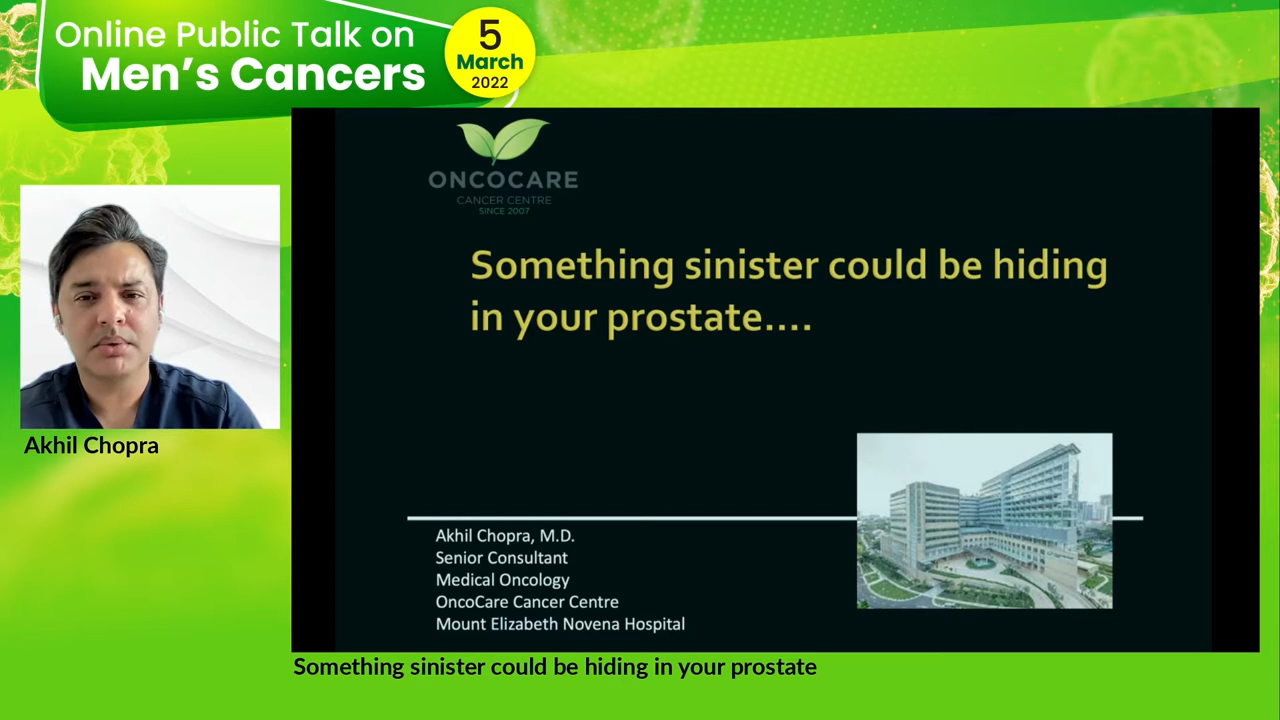 Online Public Talk on
Men's Cancers
5
March
2022
ONCOCARE
CANCER CENTRE
SINCE 2007
Something sinister could be hiding
in your prostate....
Akhil Chopra
Akhil Chopra, M.D.
Senior Consultant
Medical Oncology
OncoCare Cancer Centre
Mount Elizabeth Novena Hospital
Something sinister could be hiding in your prostate